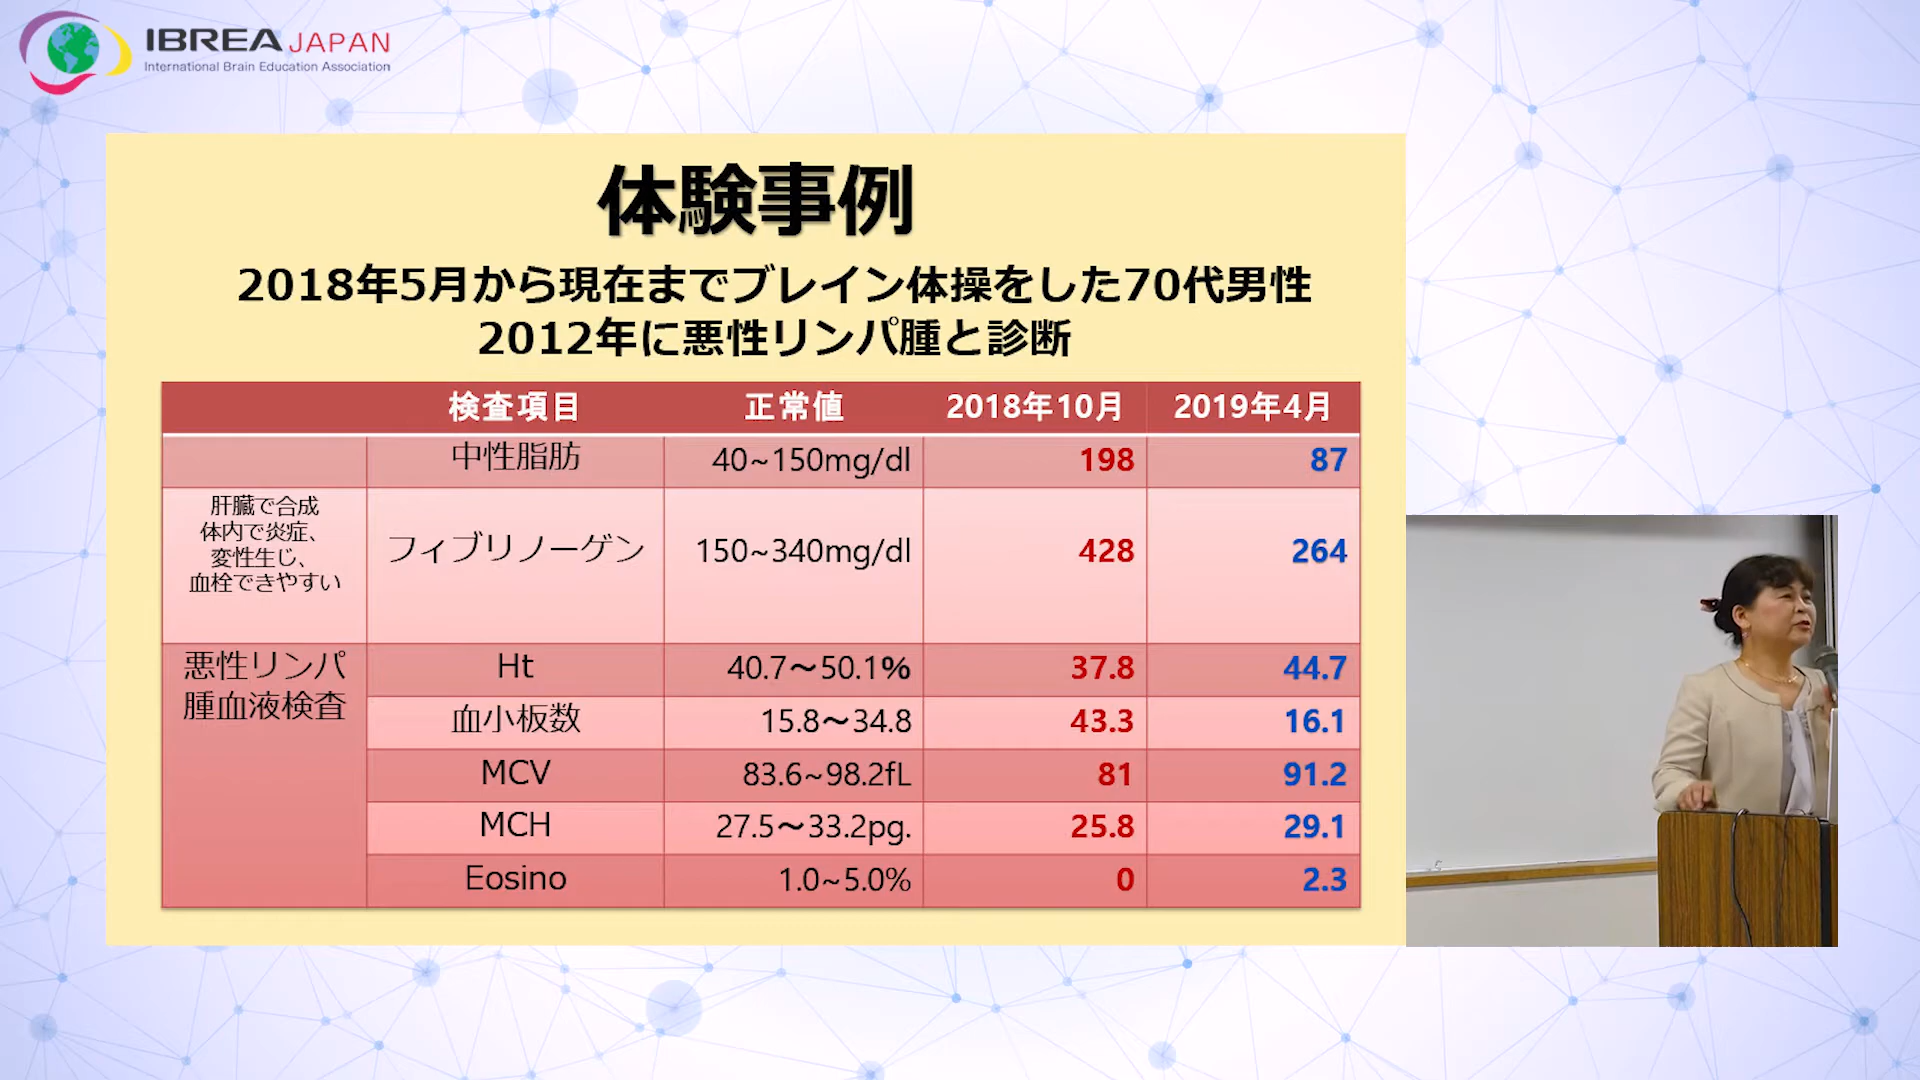 IBREA JAPAN
International Brain Education Association
体験事例
2018年5月から現在までブレイン体操をした70代男性
2012年に悪性リンパ腫と診断
検査項目 正常値 2018年10月 2019年4月
中性脂肪 40~150mg/dl 198 87
肝臓で合成
体内で炎症、
変性生じ、
血栓できやすい
フィブリノーゲン 150~340mg/dl 428 264
悪性リンパ
腫血液検査
Ht 40.7〜50.1% 37.8 44.7
血小板数 15.8〜34.8 43.3 16.1
MCV 83.6~98.2fL 81 91.2
MCH 27.5〜33.2pg. 25.8 29.1
Eosino 1.0~5.0% 0 2.3